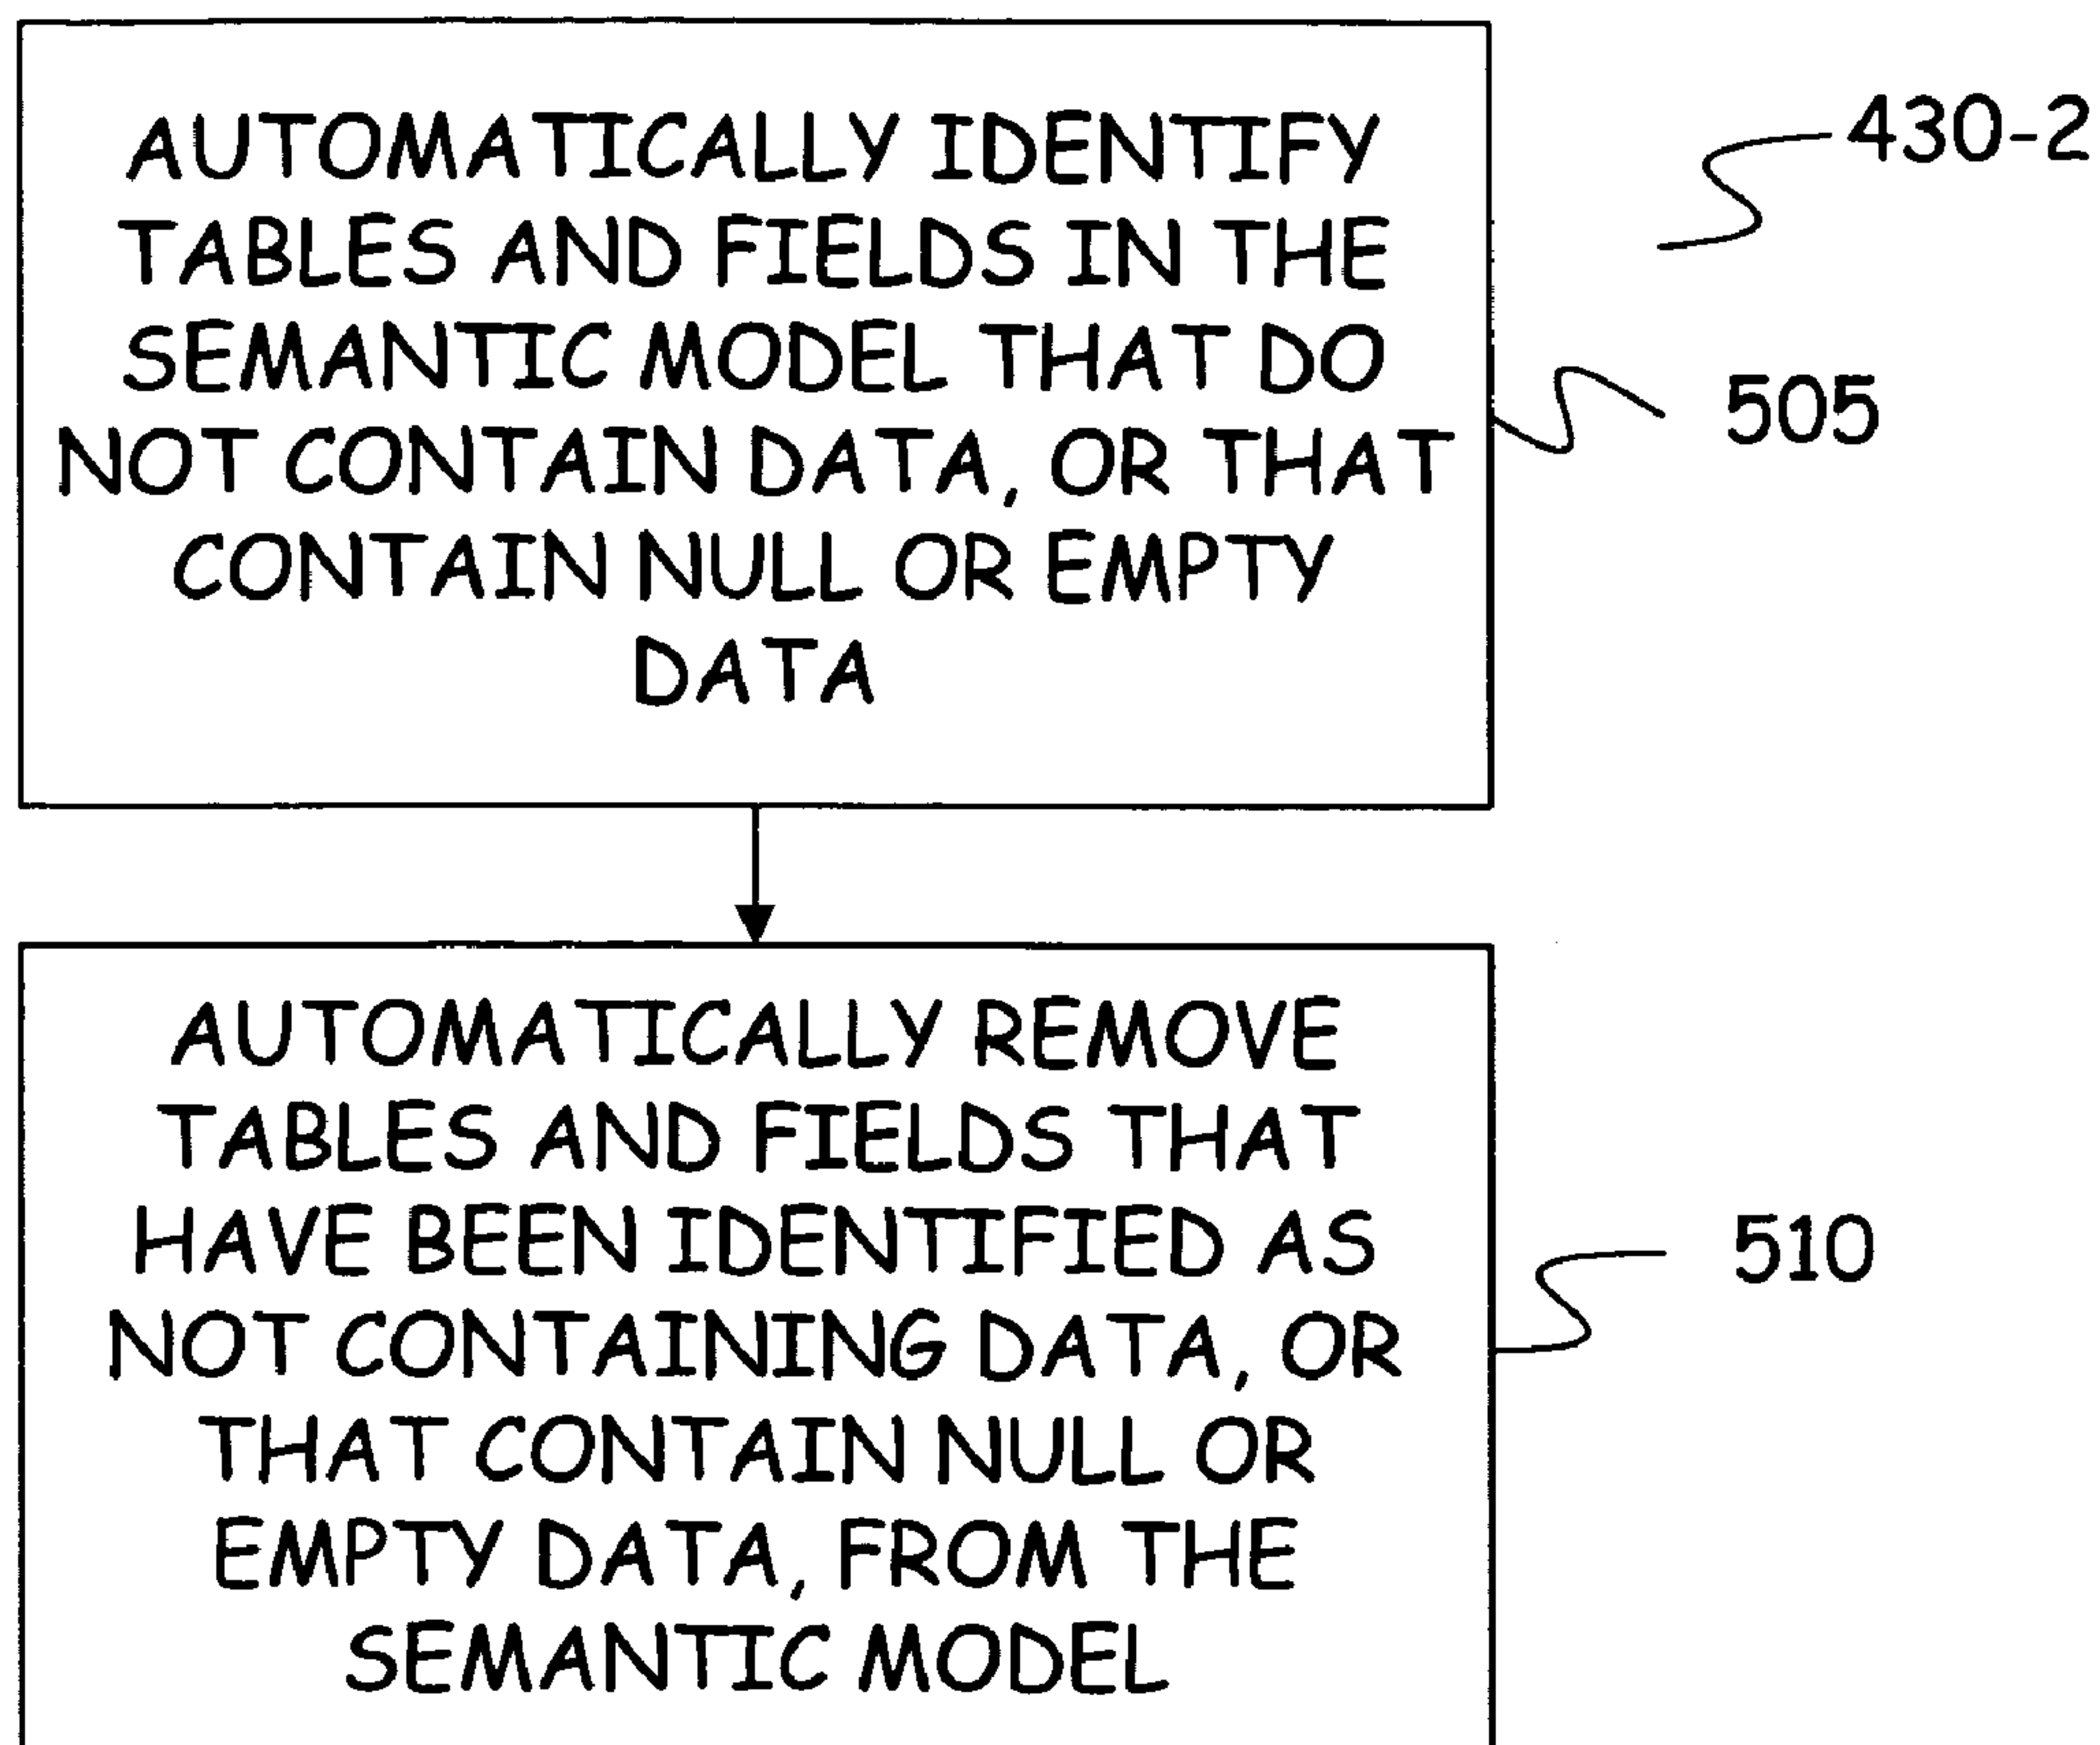 AUTOMATICALLY IDENTIFY
TABLES AND FIELDS IN THE
SEMANTIC MODEL THAT DO
NOT CONTAIN DATA, OR THAT
CONTAIN NULL OR EMPTY
DATA
430-2
505
AUTOMATICALLY REMOVE
TABLES AND FIELDS THAT
HAVE BEEN IDENTIFIED AS
NOT CONTAINING DATA, OR
THAT CONTAIN NULL OR
EMPTY DATA, FROM THE
SEMANTIC MODEL
510